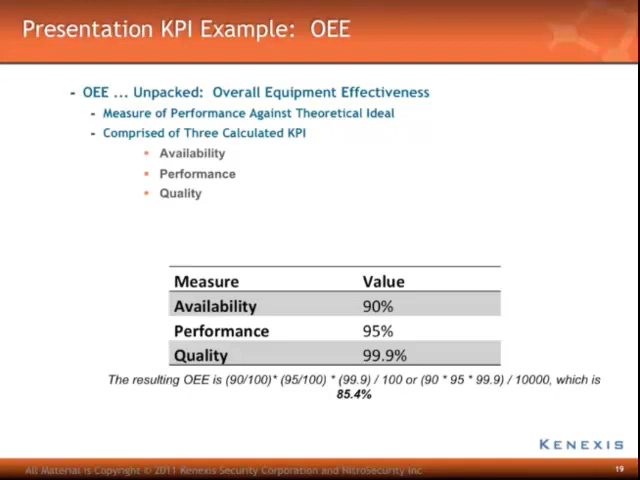 Presentation KPI Example: OEE
- OEE ... Unpacked: Overall Equipment Effectiveness
- Measure of Performance Against Theoretical Ideal
- Comprised of Three Calculated KPI
▪ Availability
▪ Performance
▪ Quality
Measure Value
Availability 90%
Performance 95%
Quality 99.9%
The resulting OEE is (90/100)* (95/100) * (99.9) / 100 or (90 * 95 * 99.9) / 10000, which is
85.4%
KENEXIS
All Material is Copyright © 2011 Kenexis Security Corporation and NitroSecurity Inc
19